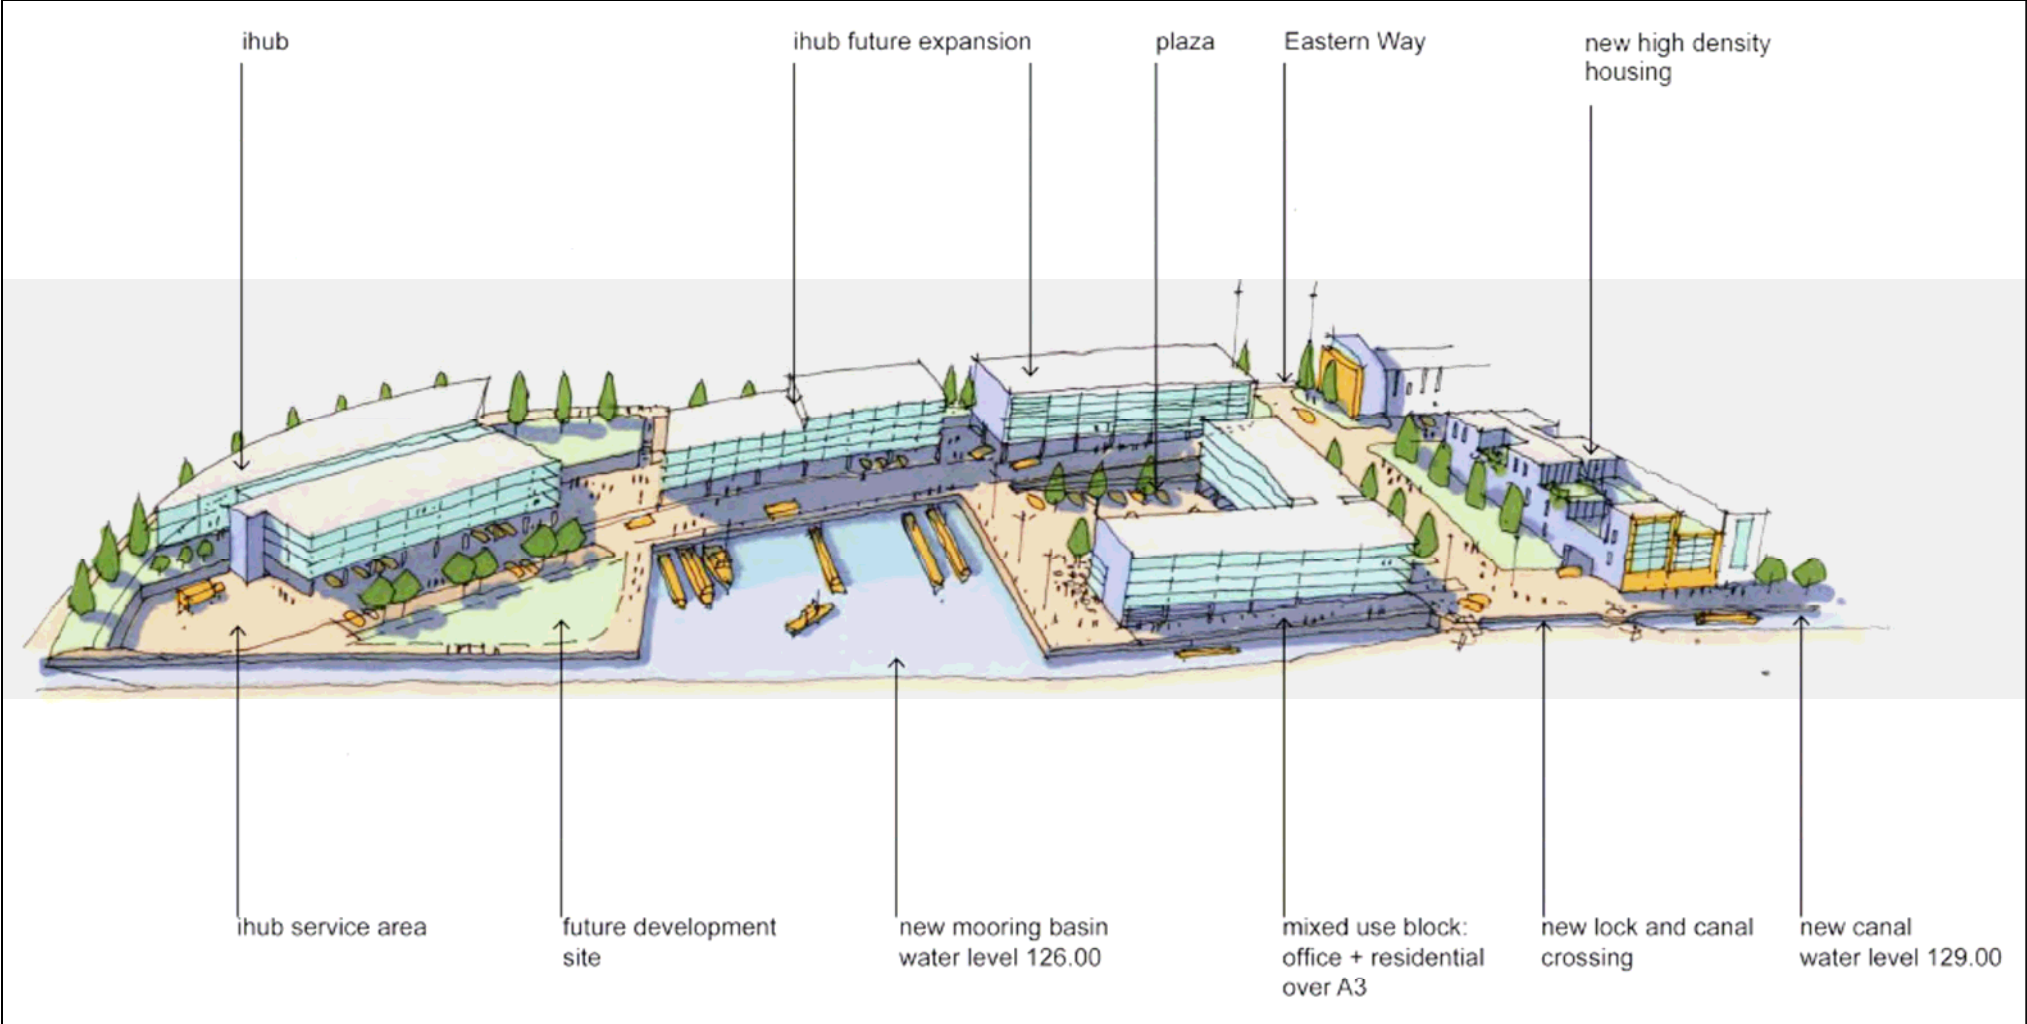 ihub
ihub future expansion
plaza
Eastern Way
new high density
housing
ihub service area
future development
site
new mooring basin
water level 126.00
mixed use block:
office + residential
over A3
new lock and canal
crossing
new canal
water level 129.00